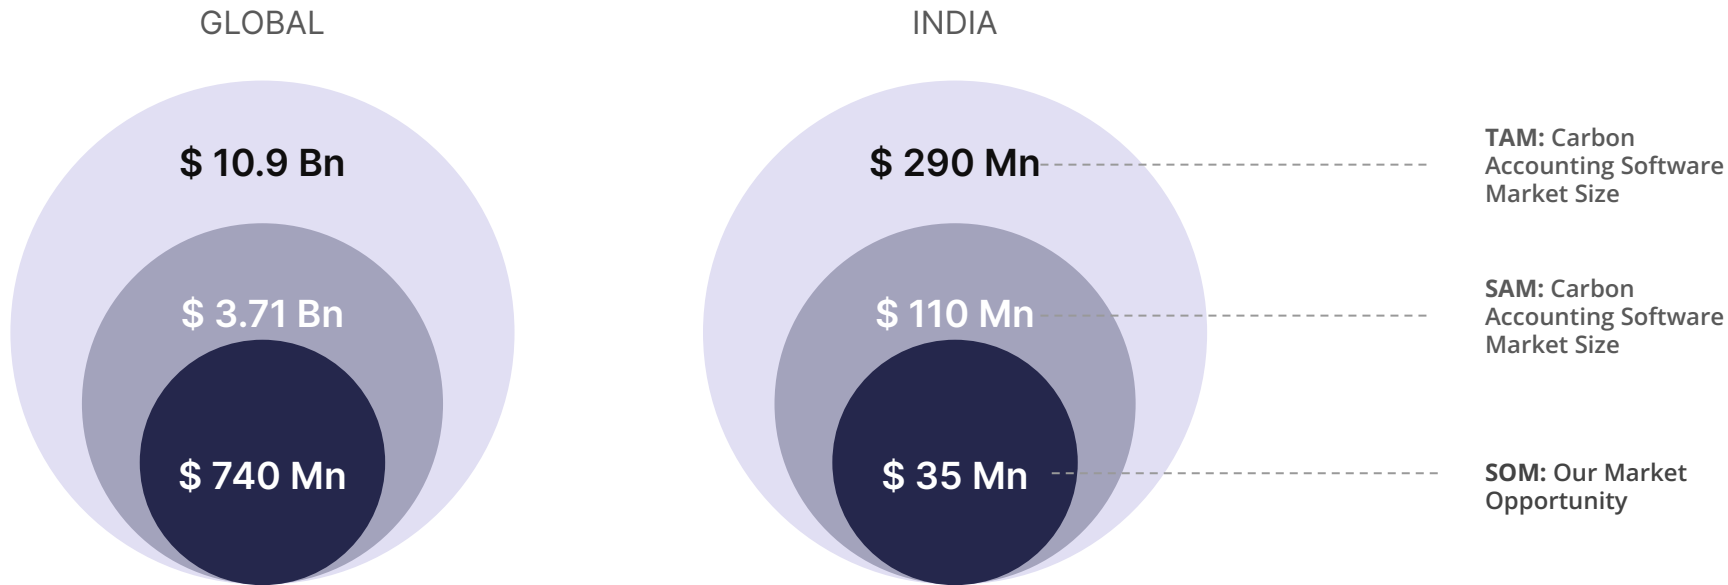 GLOBAL
INDIA
$ 10.9 Bn
$ 3.71 Bn
$ 740 Mn
$ 290 Mn
$ 110 Mn
$ 35 Mn
TAM: Carbon
Accounting Software
Market Size
SAM: Carbon
Accounting Software
Market Size
SOM: Our Market
Opportunity